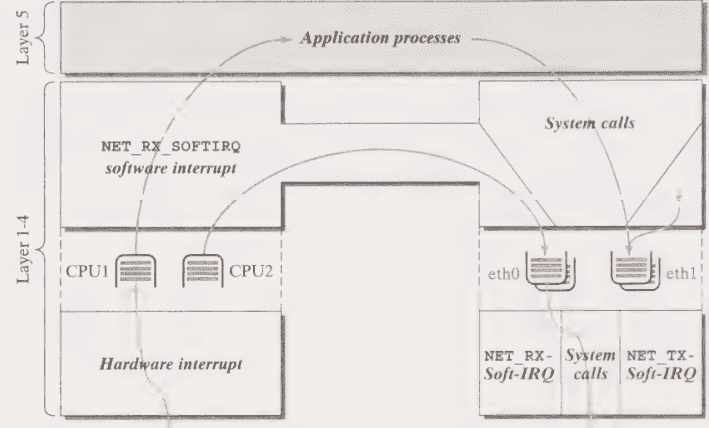 Layer 5
Application processes
Layer 1-4
NET_RX_SOFTIRQ
software interrupt
System calls
CPU1
CPU2
eth0
eth1
Hardware interrupt
NET_RX-
Soft-IRQ
System
calls
NET_TX-
Soft-IRQ